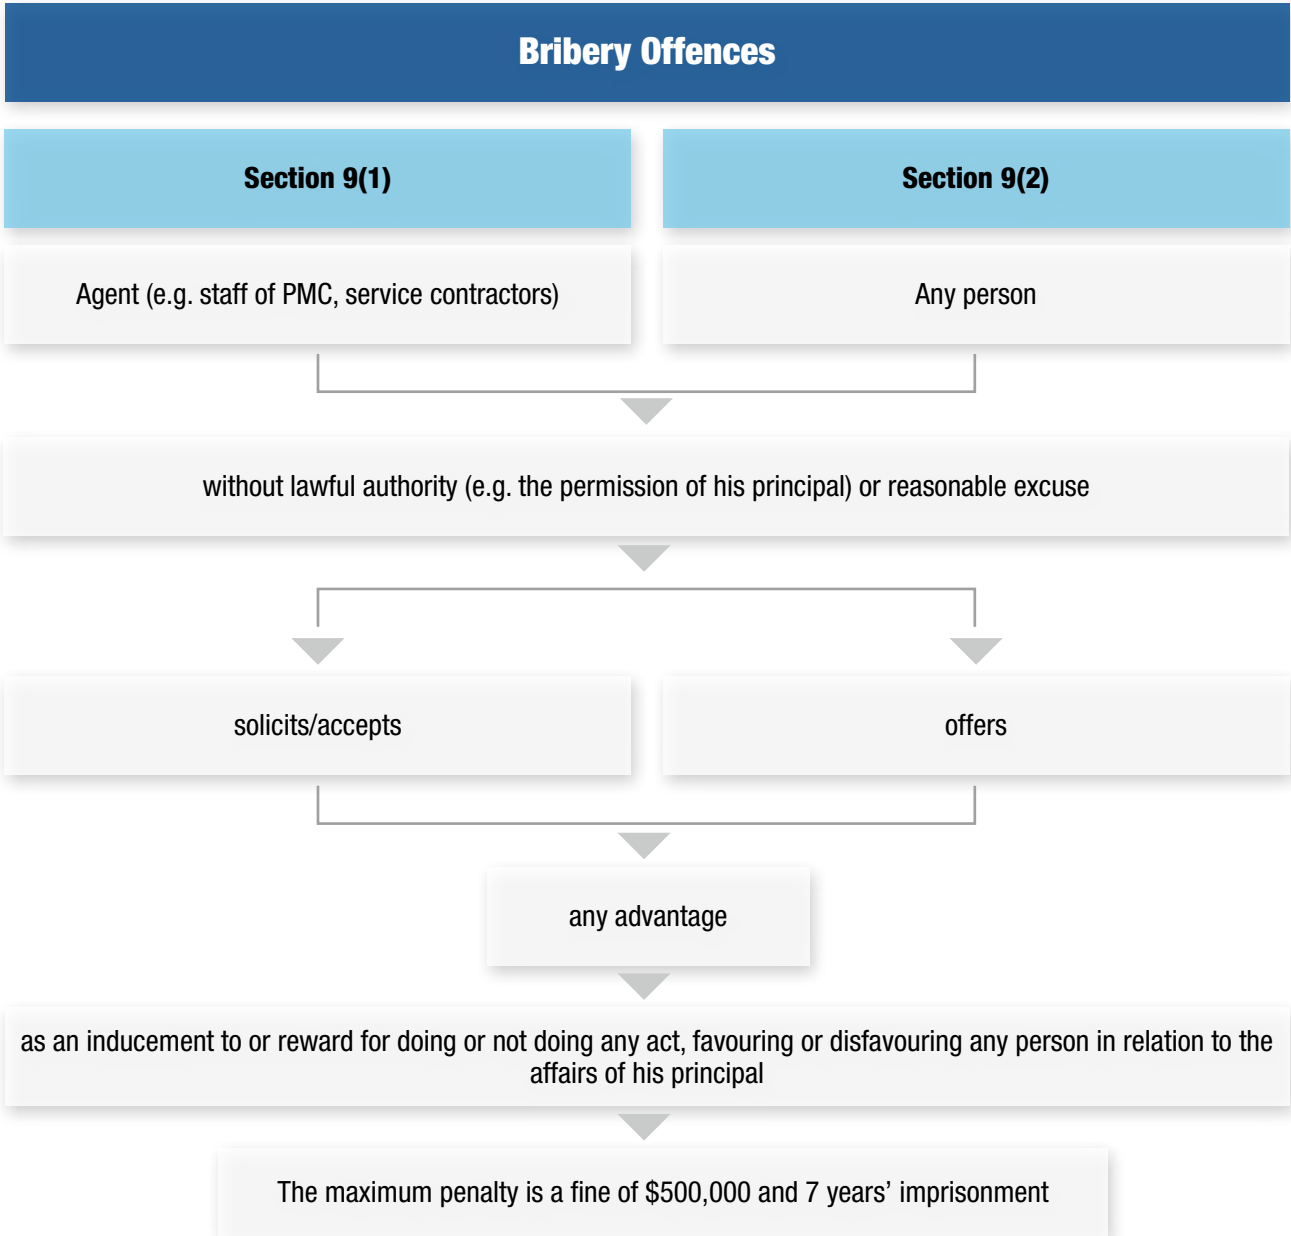 Bribery Offences
Section 9(1)
Section 9(2)
Agent (e.g. staff of PMC, service contractors)
Any person
without lawful authority (e.g. the permission of his principal) or reasonable excuse
solicits/accepts
offers
any advantage
as an inducement to or reward for doing or not doing any act, favouring or disfavouring any person in relation to the
affairs of his principal
The maximum penalty is a fine of $500,000 and 7 years’ imprisonment